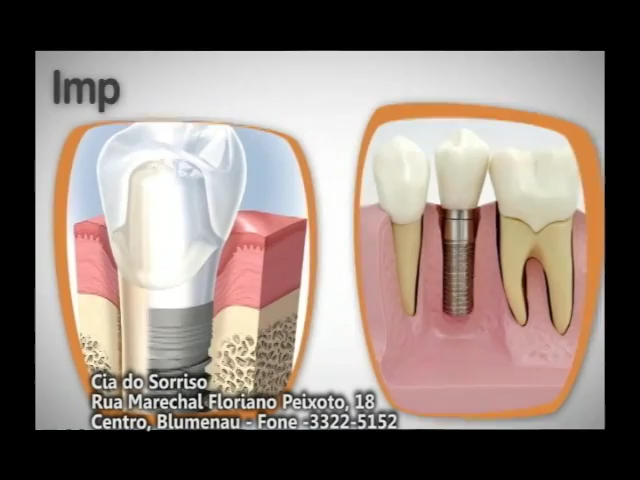 Imp
Cia do Sorriso
Rua Marechal Floriano Peixoto, 18
Centro, Blumenau - Fone -3322-5152